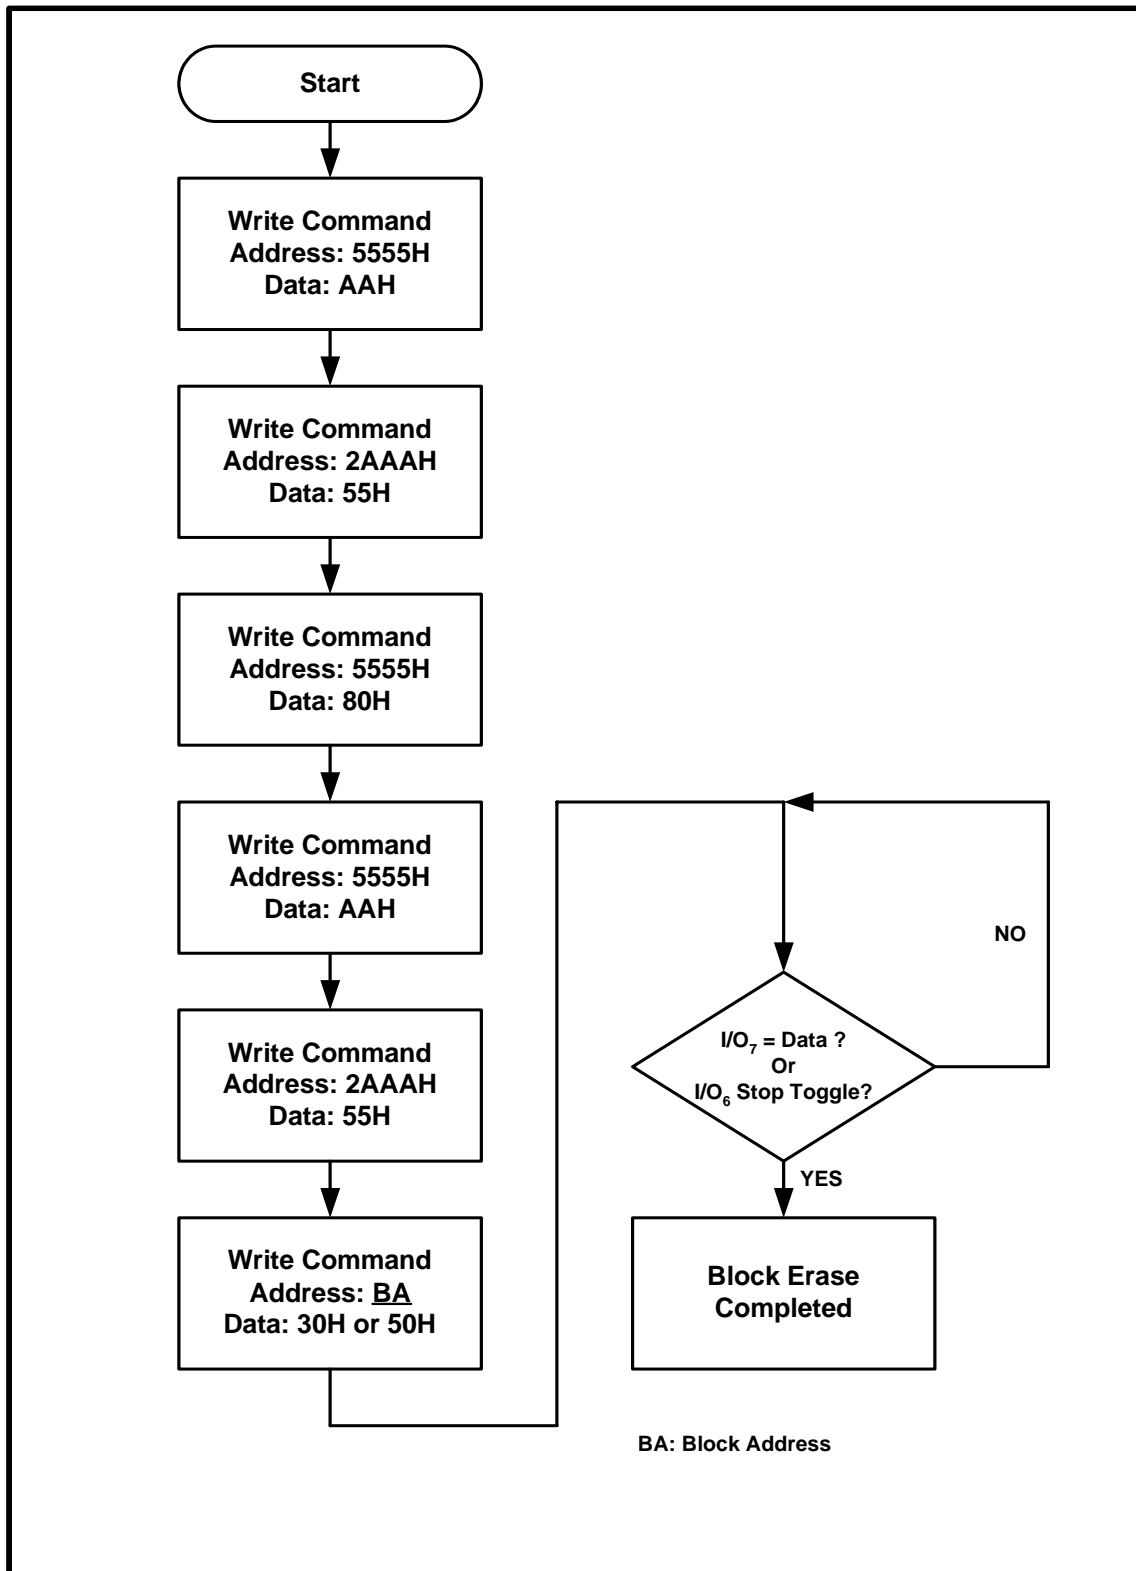 Start
Write Command
Address: 5555H
Data: AAH
Write Command
Address: 2AAAH
Data: 55H
Write Command
Address: 5555H
Data: 80H
Write Command
Address: 5555H
Data: AAH
Write Command
Address: 2AAAH
Data: 55H
Write Command
Address: BA
Data: 30H or 50H
NO
I/O₇ = Data ?
Or
I/O₆ Stop Toggle?
YES
Block Erase
Completed
BA: Block Address